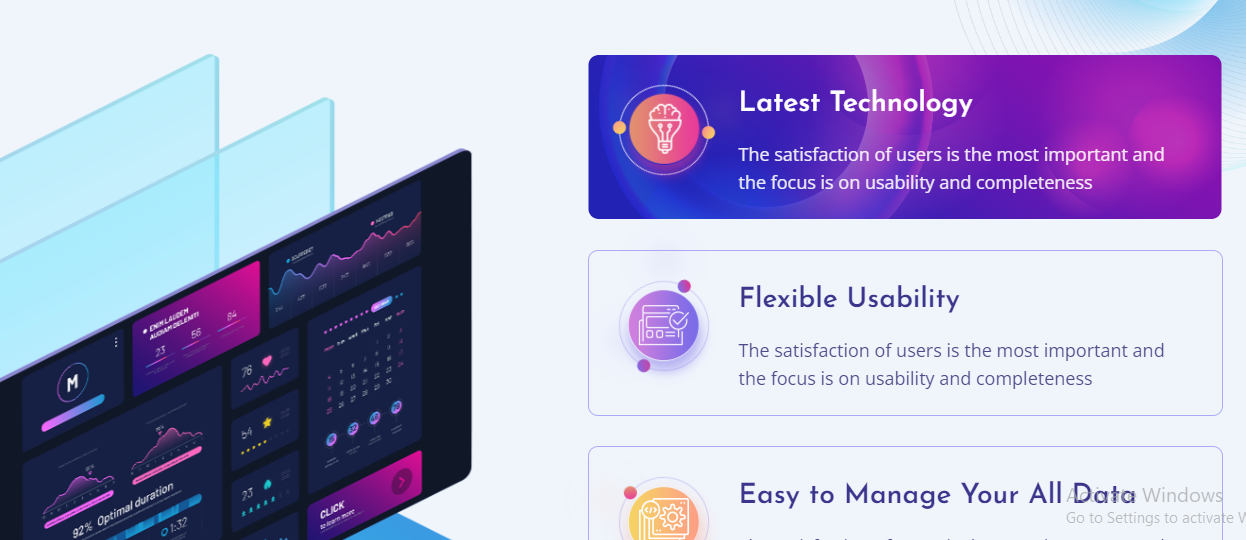 Latest Technology
The satisfaction of users is the most important and
the focus is on usability and completeness
Flexible Usability
The satisfaction of users is the most important and
the focus is on usability and completeness
Easy to Manage Your All Data
Activate Windows
Go to Settings to activate W
ENIM LAUDEM
AUDIAM DELENITI
23 56 84
M
76
54
23
92% Optimal duration
1:32
CLICK
to learn more